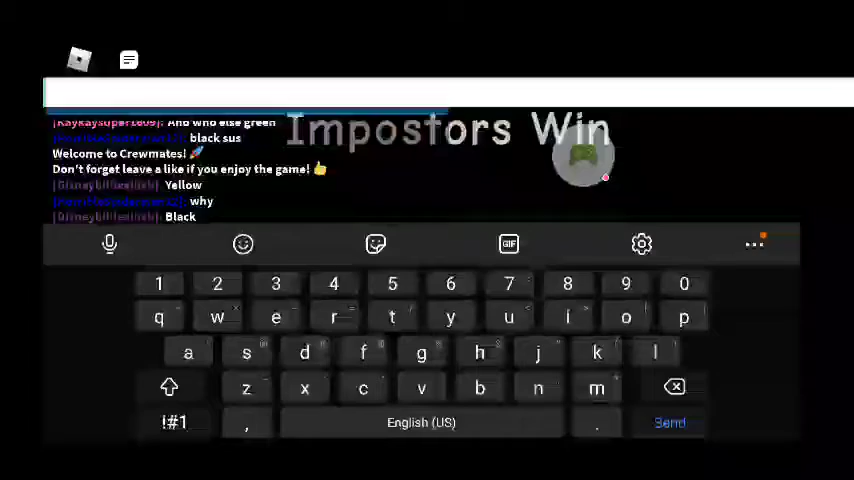 Impostors Win
And who else green
black sus
Welcome to Crewmates! 🚀
Don't forget leave a like if you enjoy the game! 👍
Yellow
why
Black
GIF
1 2 3 4 5 6 7 8 9 0
q w e r t y u i o p
a s d f g h j k l
z x c v b n m
!#1 , English (US) . Send